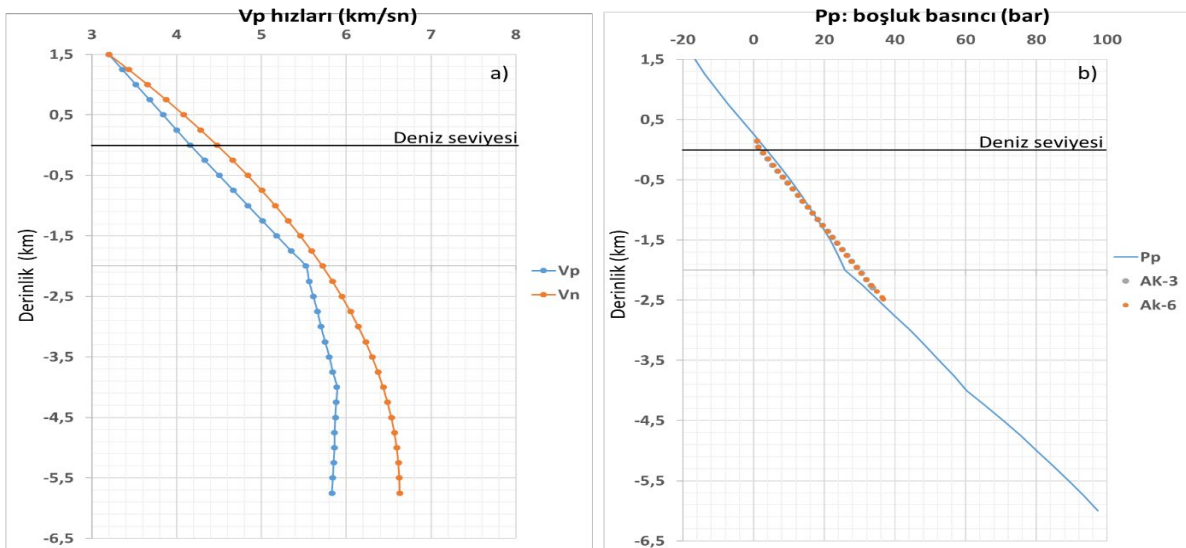 Vp hızları (km/sn)
3 4 5 6 7 8
1,5
0,5
-0,5
-1,5
-2,5
-3,5
-4,5
-5,5
-6,5
Derinlik (km)
a)
Deniz seviyesi
Vp
Vn
Pp: boşluk basıncı (bar)
-20 0 20 40 60 80 100
1,5
0,5
-0,5
-1,5
-2,5
-3,5
-4,5
-5,5
-6,5
Derinlik (km)
b)
Deniz seviyesi
Pp
AK-3
Ak-6